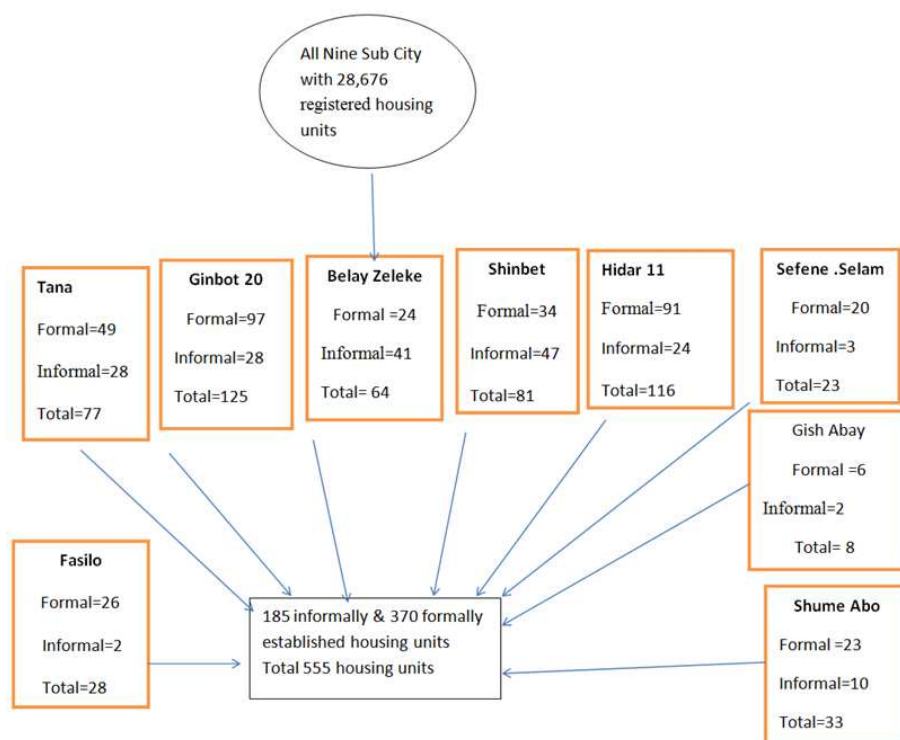 All Nine Sub City
with 28,676
registered housing
units
Tana
Formal=49
Informal=28
Total=77
Ginbot 20
Formal=97
Informal=28
Total=125
Belay Zeleke
Formal =24
Informal=41
Total= 64
Shinbet
Formal=34
Informal=47
Total=81
Hidar 11
Formal=91
Informal=24
Total=116
Sefene .Selam
Formal=20
Informal=3
Total=23
Gish Abay
Formal =6
Informal=2
Total= 8
Fasilo
Formal=26
Informal=2
Total=28
185 informally & 370 formally
established housing units
Total 555 housing units
Shume Abo
Formal =23
Informal=10
Total=33